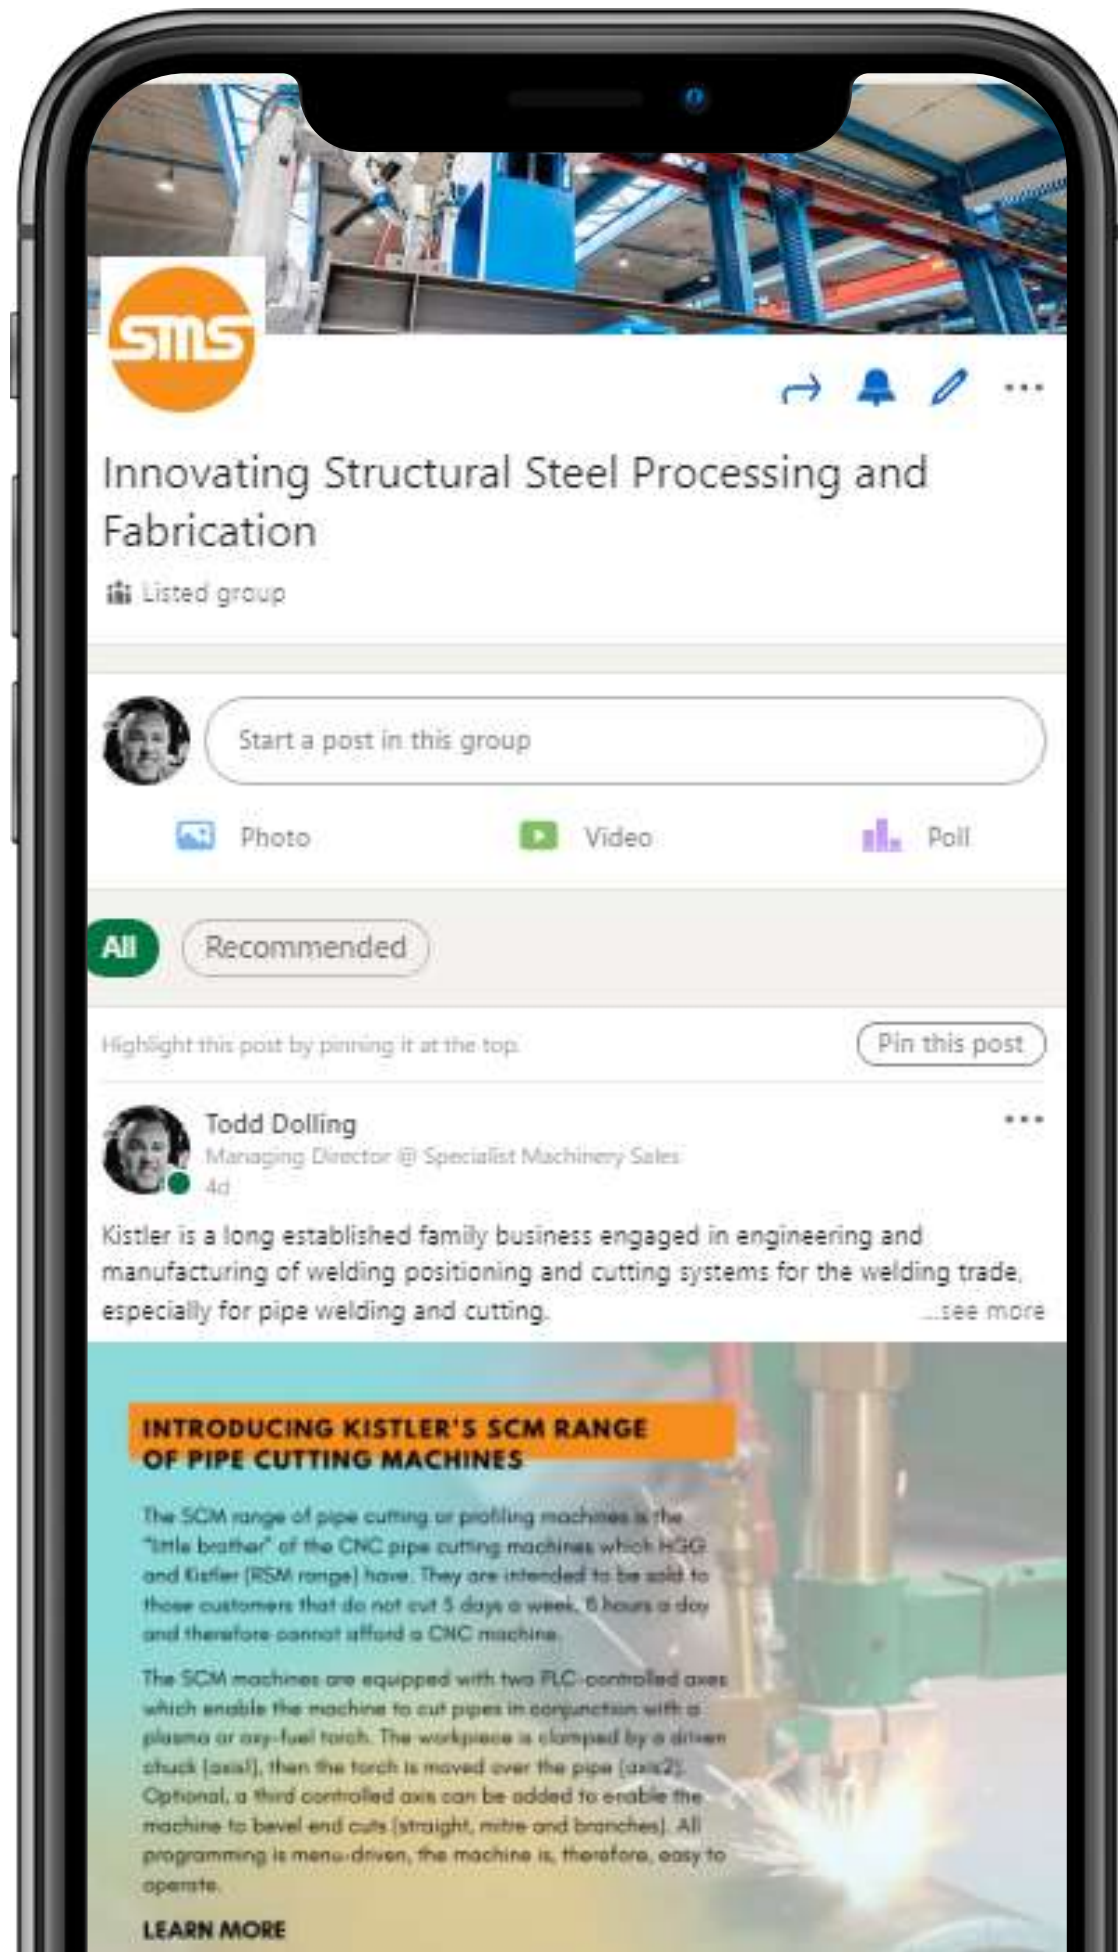 sms
Innovating Structural Steel Processing and
Fabrication
Listed group
Start a post in this group
Photo
Video
Poll
All
Recommended
Highlight this post by pinning it at the top.
Pin this post
Todd Dolling
Managing Director @ Specialist Machinery Sales
4d
Kistler is a long established family business engaged in engineering and
manufacturing of welding positioning and cutting systems for the welding trade,
especially for pipe welding and cutting.
...see more
INTRODUCING KISTLER'S SCM RANGE
OF PIPE CUTTING MACHINES
The SCM range of pipe cutting or profiling machines is the
"little brother" of the CNC pipe cutting machines which HGG
and Kistler (RSM range) have. They are intended to be sold to
those customers that do not cut 5 days a week, 8 hours a day
and therefore cannot afford a CNC machine.
The SCM machines are equipped with two PLC-controlled axes
which enable the machine to cut pipes in conjunction with a
plasma or oxy-fuel torch. The workpiece is clamped by a driven
chuck (axis1), then the torch is moved over the pipe (axis2).
Optional, a third controlled axis can be added to enable the
machine to bevel end cuts (straight, mitre and branches). All
programming is menu-driven, the machine is, therefore, easy to
operate.
LEARN MORE